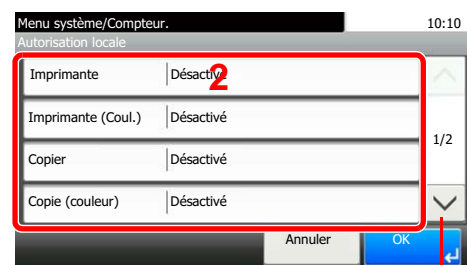 Menu système/Compteur. 10:10
Autorisation locale
Imprimante Désactivé
2
Imprimante (Coul.) Désactivé
1/2
Copier Désactivé
Copie (couleur) Désactivé
Annuler OK